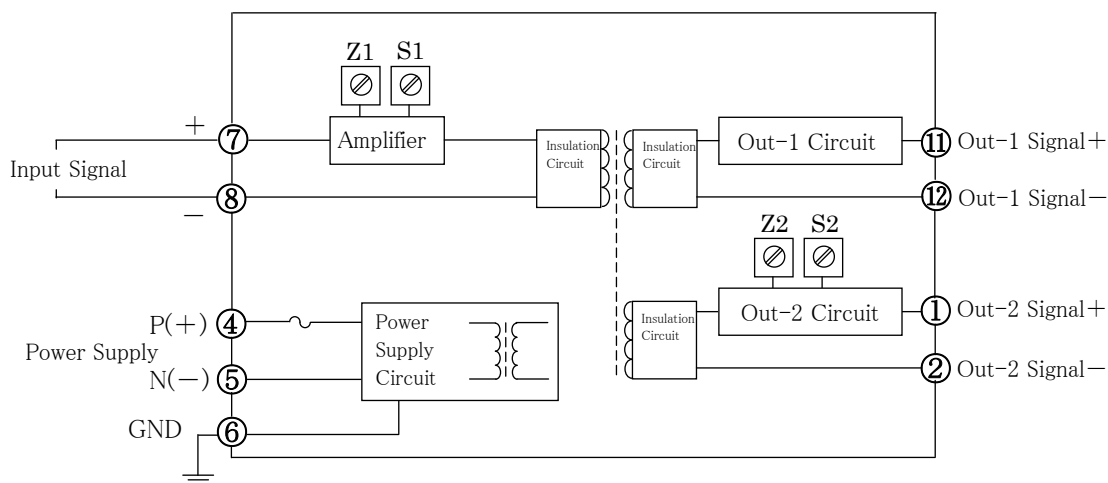 Z1 S1
+ ⑦ Amplifier
Insulation
Circuit
Insulation
Circuit
Out-1 Circuit ⑪ Out-1 Signal+
Input Signal
− ⑧
⑫ Out-1 Signal−
Z2 S2
P(+) ④
Power
Supply
Circuit
Insulation
Circuit
Out-2 Circuit ① Out-2 Signal+
Power Supply
N(−) ⑤
② Out-2 Signal−
GND ⑥